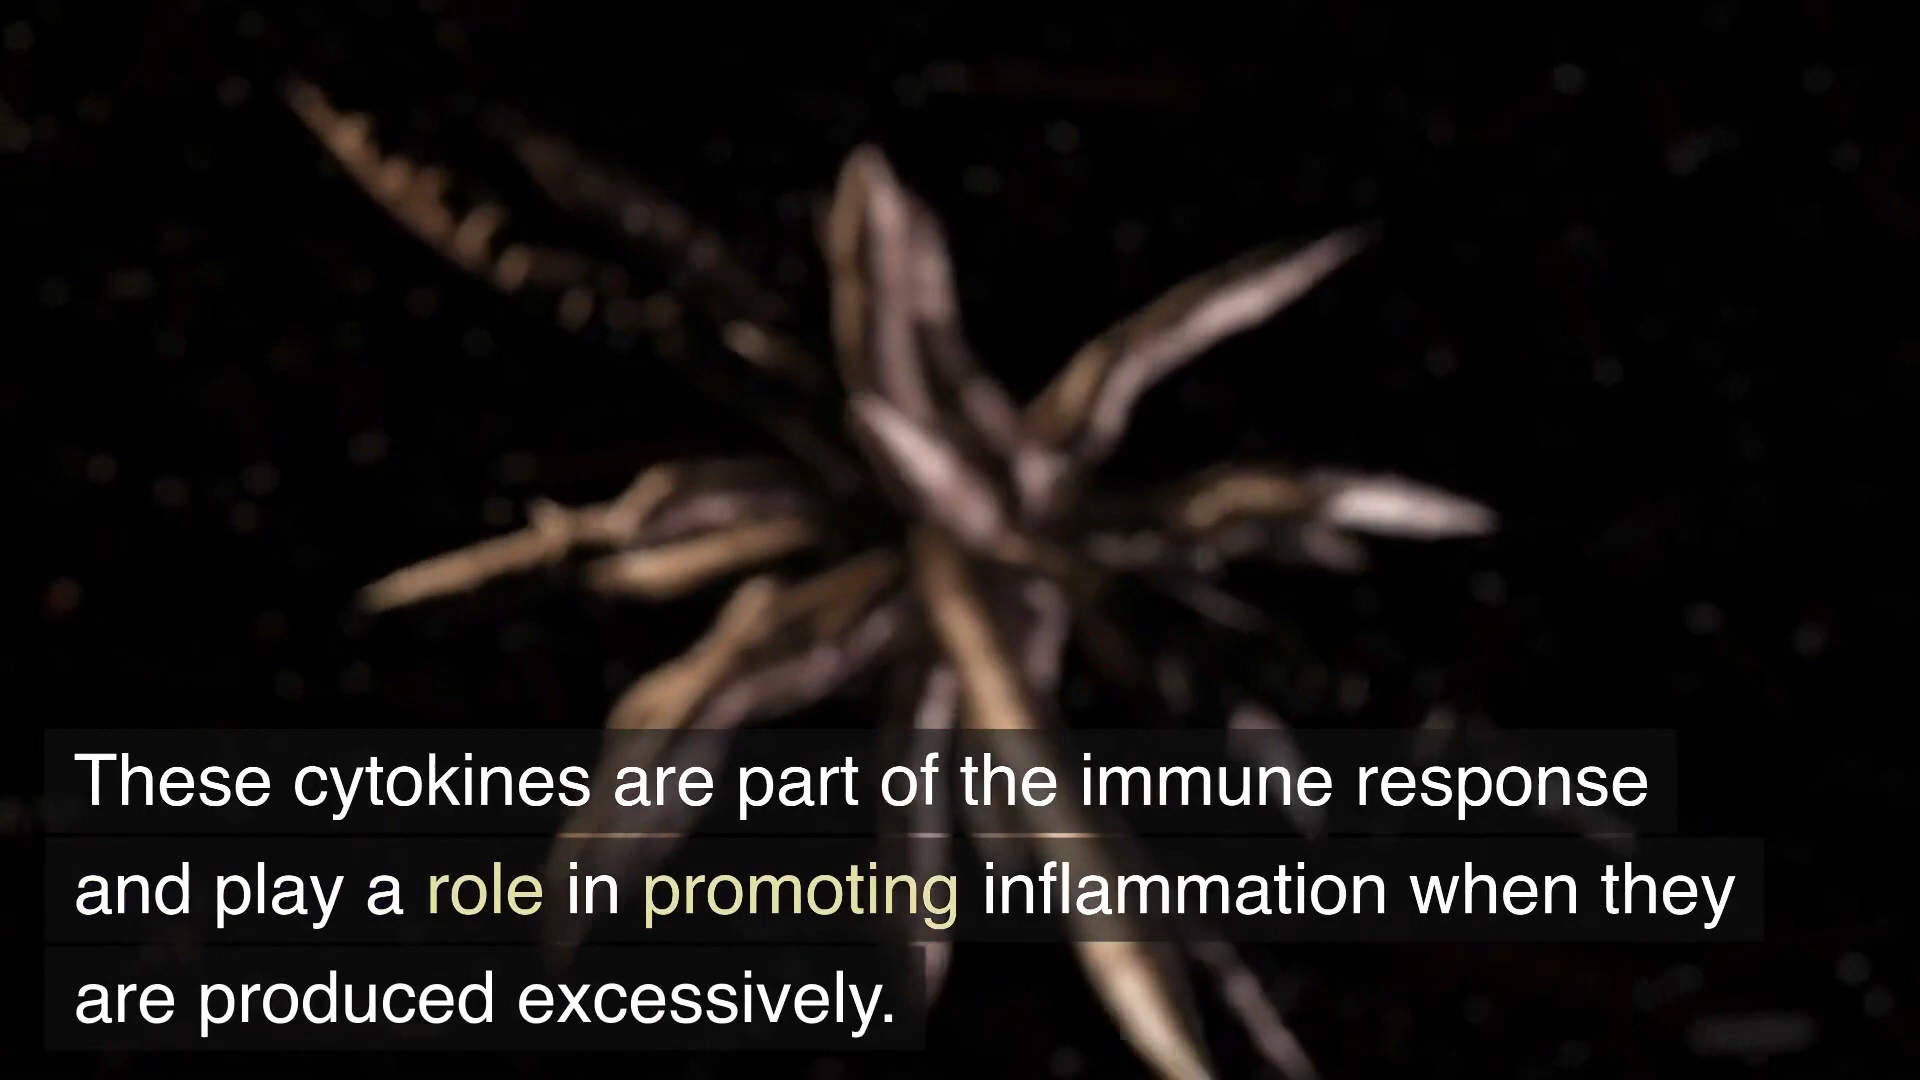 These cytokines are part of the immune response
and play a role in promoting inflammation when they
are produced excessively.